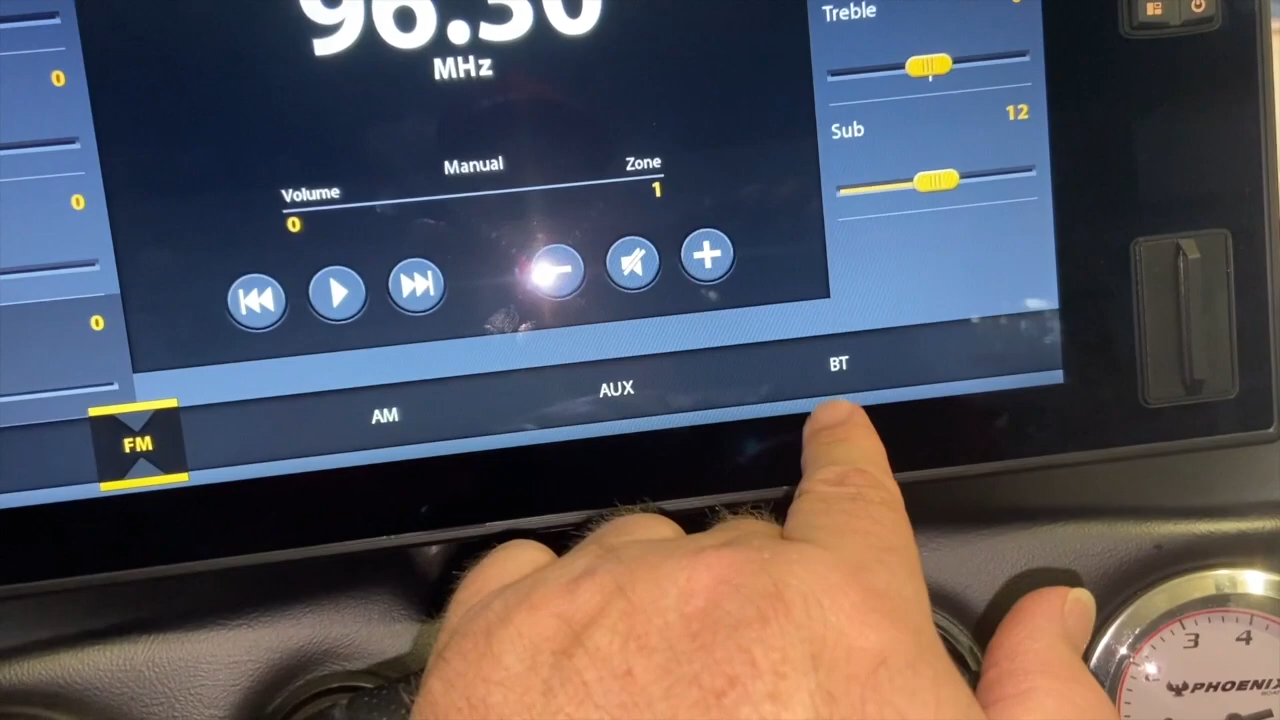 96.30
MHz
Treble
Sub
12
0
0
0
Manual
Volume
Zone
0
1
FM
AM
AUX
BT
3 4
PHOENIX